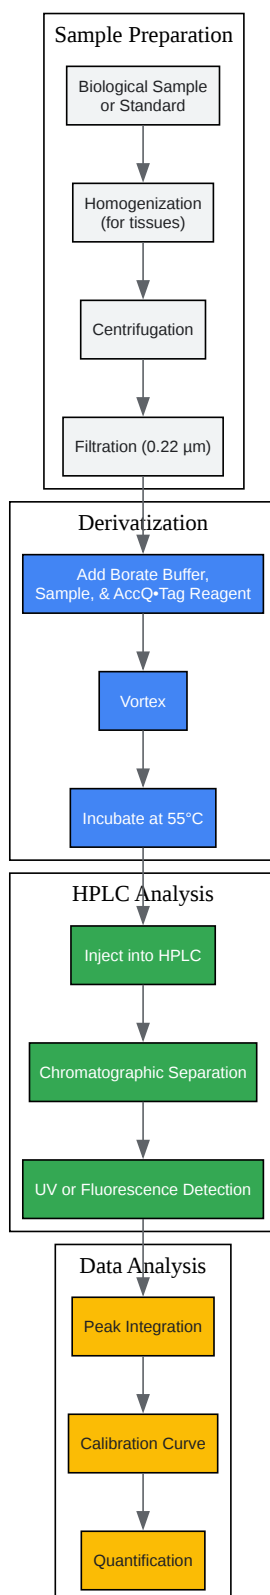 Sample Preparation
Biological Sample
or Standard
Homogenization
(for tissues)
Centrifugation
Filtration (0.22 µm)
Derivatization
Add Borate Buffer,
Sample, & AccQ•Tag Reagent
Vortex
Incubate at 55°C
HPLC Analysis
Inject into HPLC
Chromatographic Separation
UV or Fluorescence Detection
Data Analysis
Peak Integration
Calibration Curve
Quantification